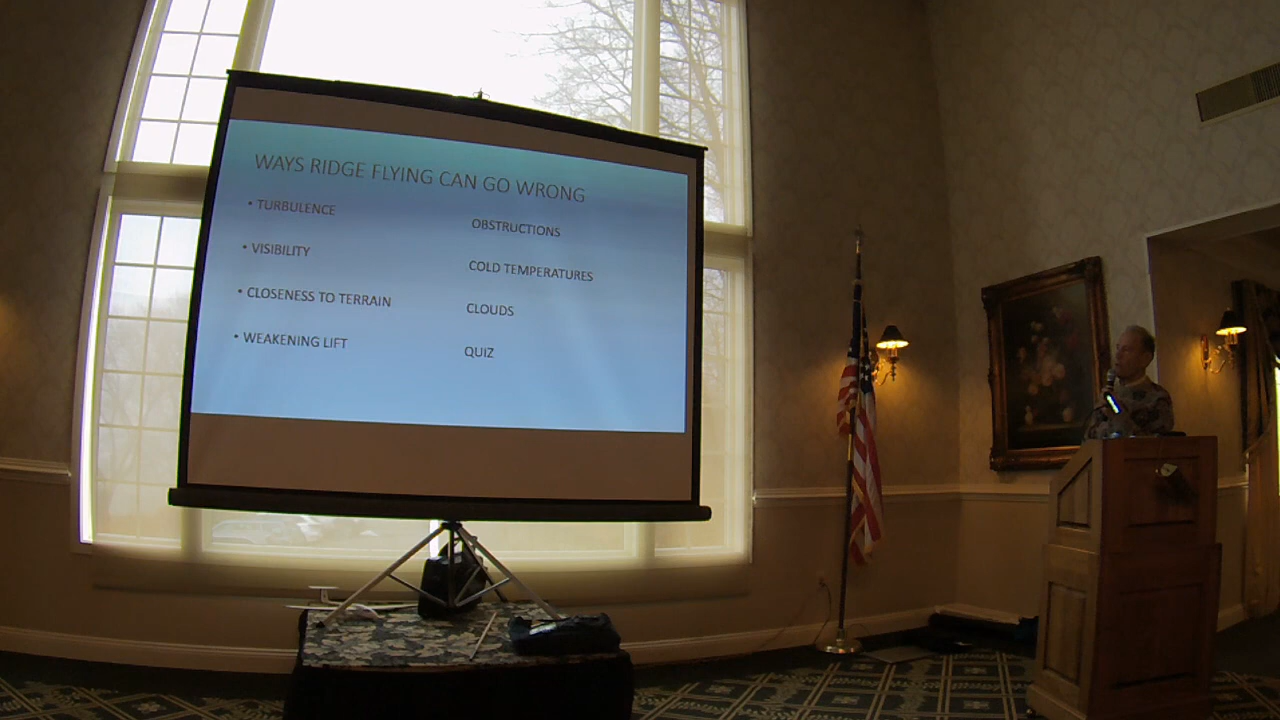 WAYS RIDGE FLYING CAN GO WRONG
• TURBULENCE
• VISIBILITY
• CLOSENESS TO TERRAIN
• WEAKENING LIFT
OBSTRUCTIONS
COLD TEMPERATURES
CLOUDS
QUIZ